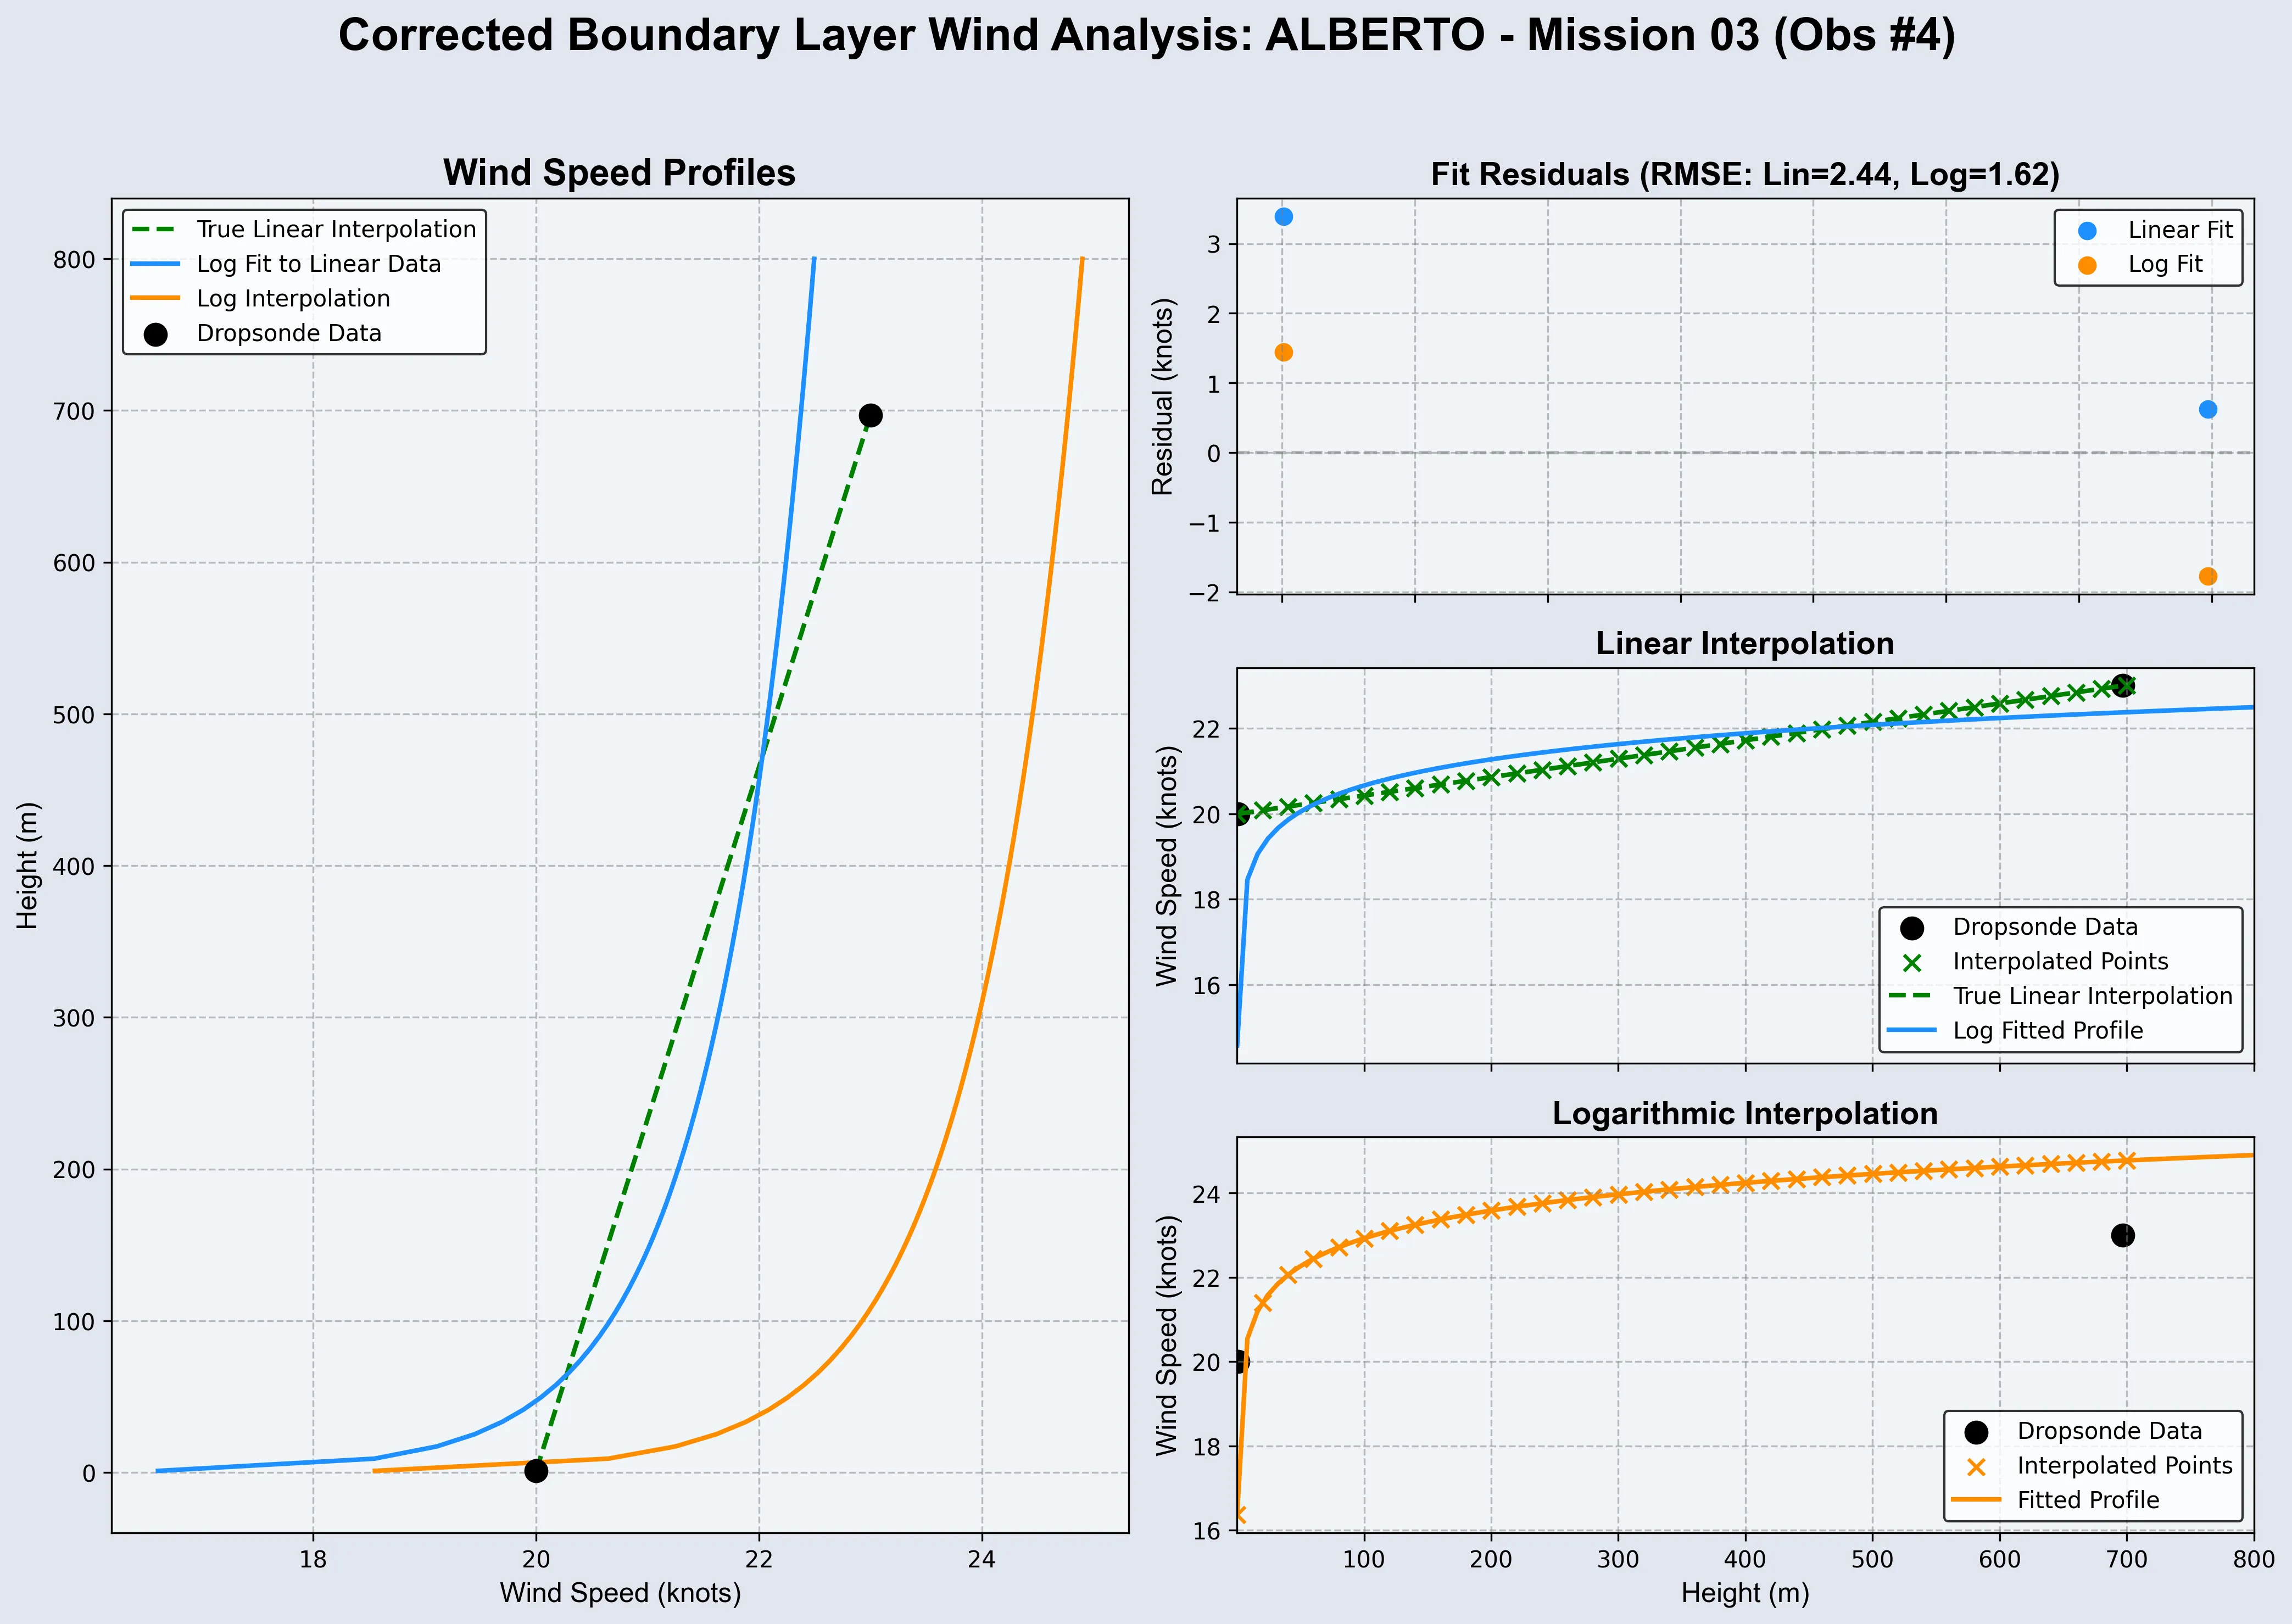 Corrected Boundary Layer Wind Analysis: ALBERTO - Mission 03 (Obs #4)
Wind Speed Profiles
True Linear Interpolation
Log Fit to Linear Data
Log Interpolation
Dropsonde Data
800
700
600
500
400
300
200
100
0
Height (m)
18
20
22
24
Wind Speed (knots)
Fit Residuals (RMSE: Lin=2.44, Log=1.62)
Linear Fit
Log Fit
3
2
1
0
−1
−2
Residual (knots)
Linear Interpolation
22
20
18
16
Wind Speed (knots)
Dropsonde Data
Interpolated Points
True Linear Interpolation
Log Fitted Profile
Logarithmic Interpolation
24
22
20
18
16
Wind Speed (knots)
Dropsonde Data
Interpolated Points
Fitted Profile
100
200
300
400
500
600
700
800
Height (m)